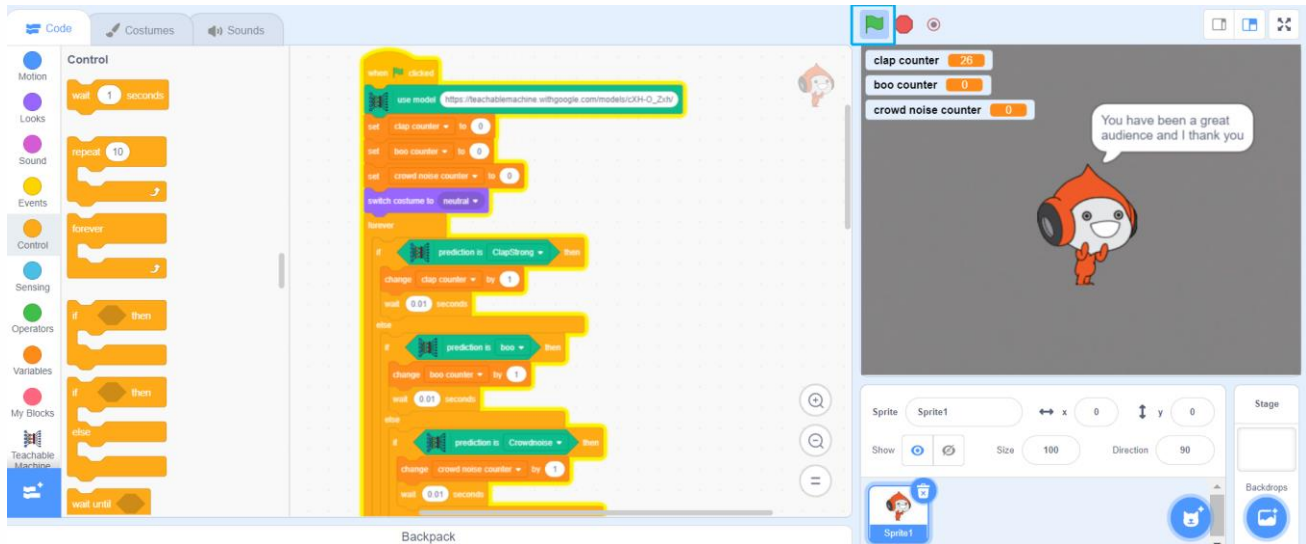 Code
Costumes
Sounds
Motion
Looks
Sound
Events
Control
Sensing
Operators
Variables
My Blocks
Teachable
Machine
Control
wait 1 seconds
repeat 10
forever
if then
if then
else
wait until
when clicked
use model https://teachablemachine.withgoogle.com/models/cXH-O_Zxh/
set clap counter to 0
set boo counter to 0
set crowd noise counter to 0
switch costume to neutral
forever
if prediction is ClapStrong then
change clap counter by 1
wait 0.01 seconds
else
if prediction is boo then
change boo counter by 1
wait 0.01 seconds
else
if prediction is Crowdnoise then
change crowd noise counter by 1
wait 0.01 seconds
Backpack
clap counter 26
boo counter 0
crowd noise counter 0
You have been a great
audience and I thank you
Sprite Sprite1 x 0 y 0
Show Size 100 Direction 90
Sprite1
Stage
Backdrops